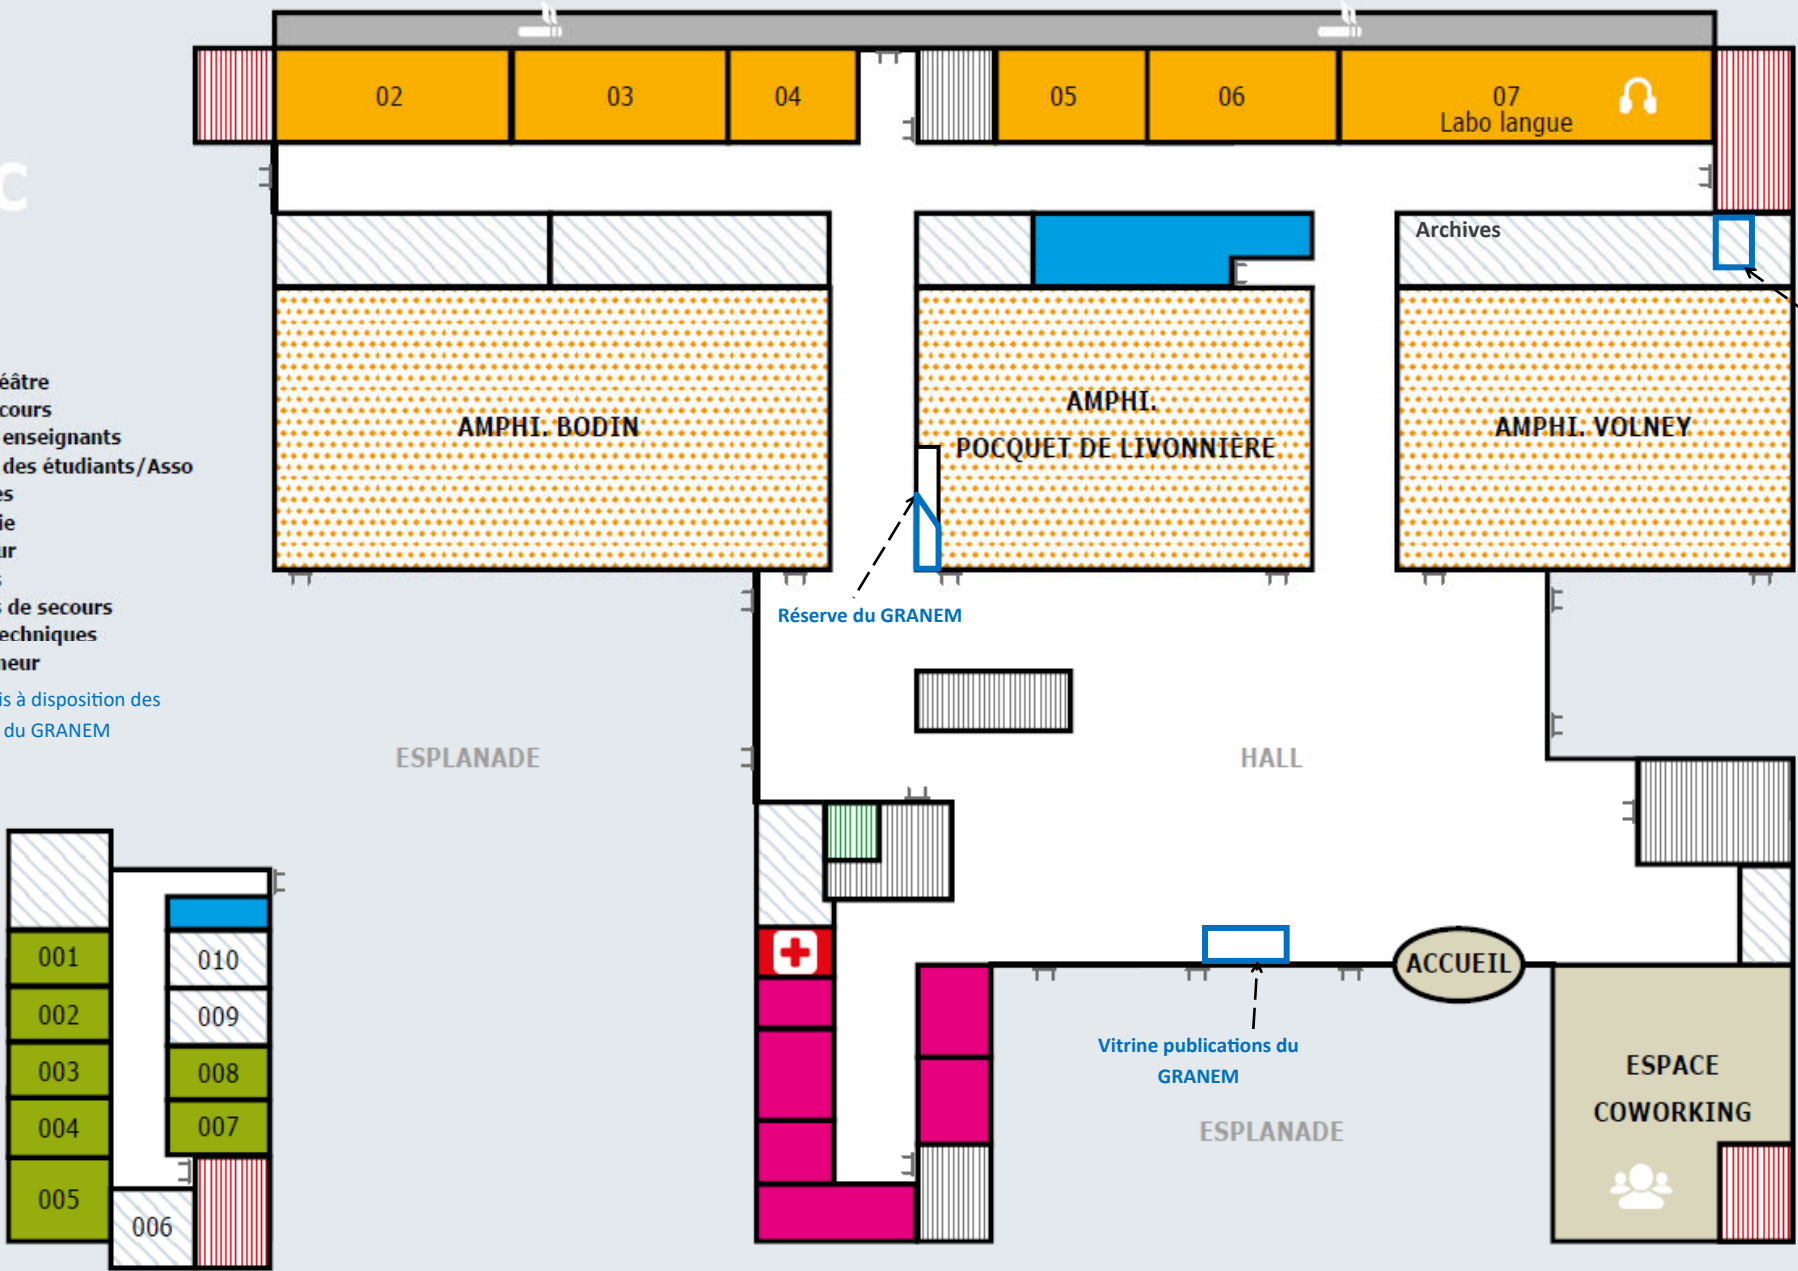 02
03
04
05
06
07
Labo langue
C
Archives
éâtre
cours
enseignants
des étudiants/Asso
es
ie
ur
s
s de secours
echniques
neur
is à disposition des
du GRANEM
AMPHI. BODIN
AMPHI.
POCQUET DE LIVONNIÈRE
AMPHI. VOLNEY
Réserve du GRANEM
ESPLANADE
HALL
001
002
003
004
005
006
010
009
008
007
ACCUEIL
Vitrine publications du
GRANEM
ESPLANADE
ESPACE
COWORKING